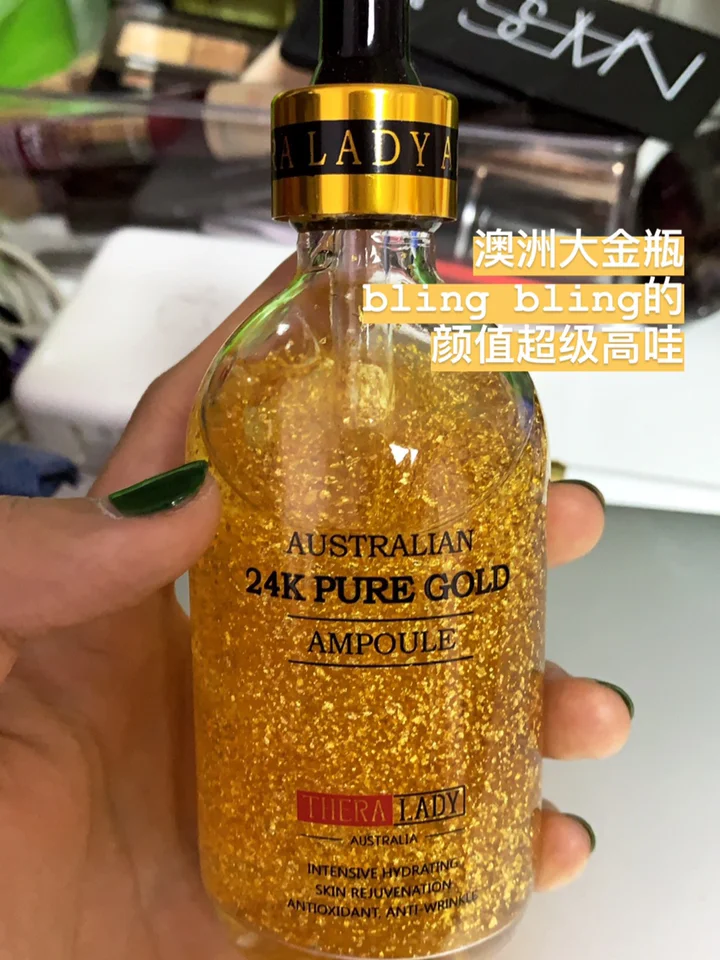 NARS
RA LADY A
澳洲大金瓶
bling bling的
颜值超级高哇
AUSTRALIAN
24K PURE GOLD
AMPOULE
THERA LADY
AUSTRALIA
INTENSIVE HYDRATING
SKIN REJUVENATION
ANTIOXIDANT, ANTI-WRINKLE